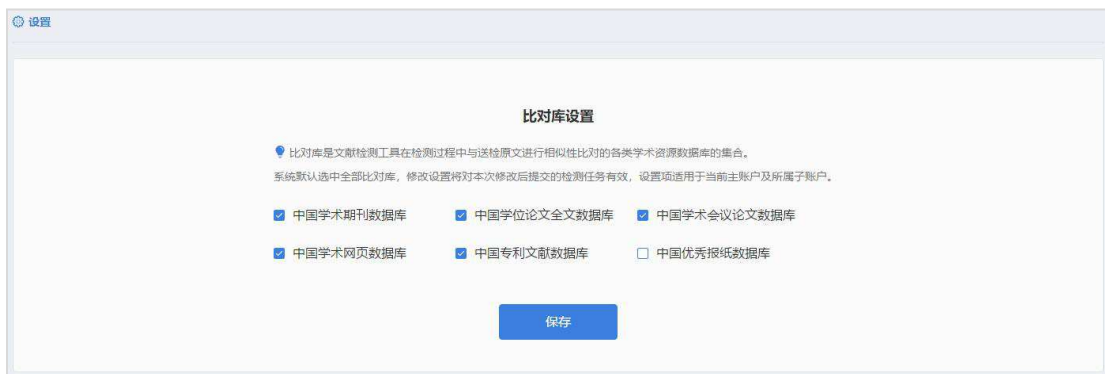 设置
比对库设置
比对库是文献检测工具在检测过程中与送检原文进行相似性比对的各类学术资源数据库的集合。
系统默认选中全部比对库，修改设置将对本次修改后提交的检测任务有效，设置项适用于当前主账户及所属子账户。
中国学术期刊数据库 中国学位论文全文数据库 中国学术会议论文数据库
中国学术网页数据库 中国专利文献数据库 中国优秀报纸数据库
保存